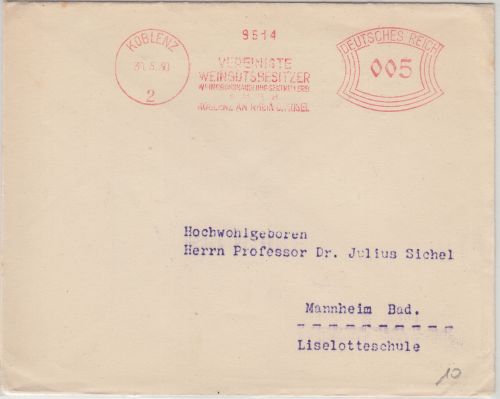 9514
KOBLENZ
2
VEREINIGTE
WEINGUTSBESITZER
KOBLENZ AN RHEIN U. MOSEL
DEUTSCHES REICH
005
Hochwohlgeboren
Herrn Professor Dr. Julius Sichel
Mannheim Bad.
Liselotteschule
10